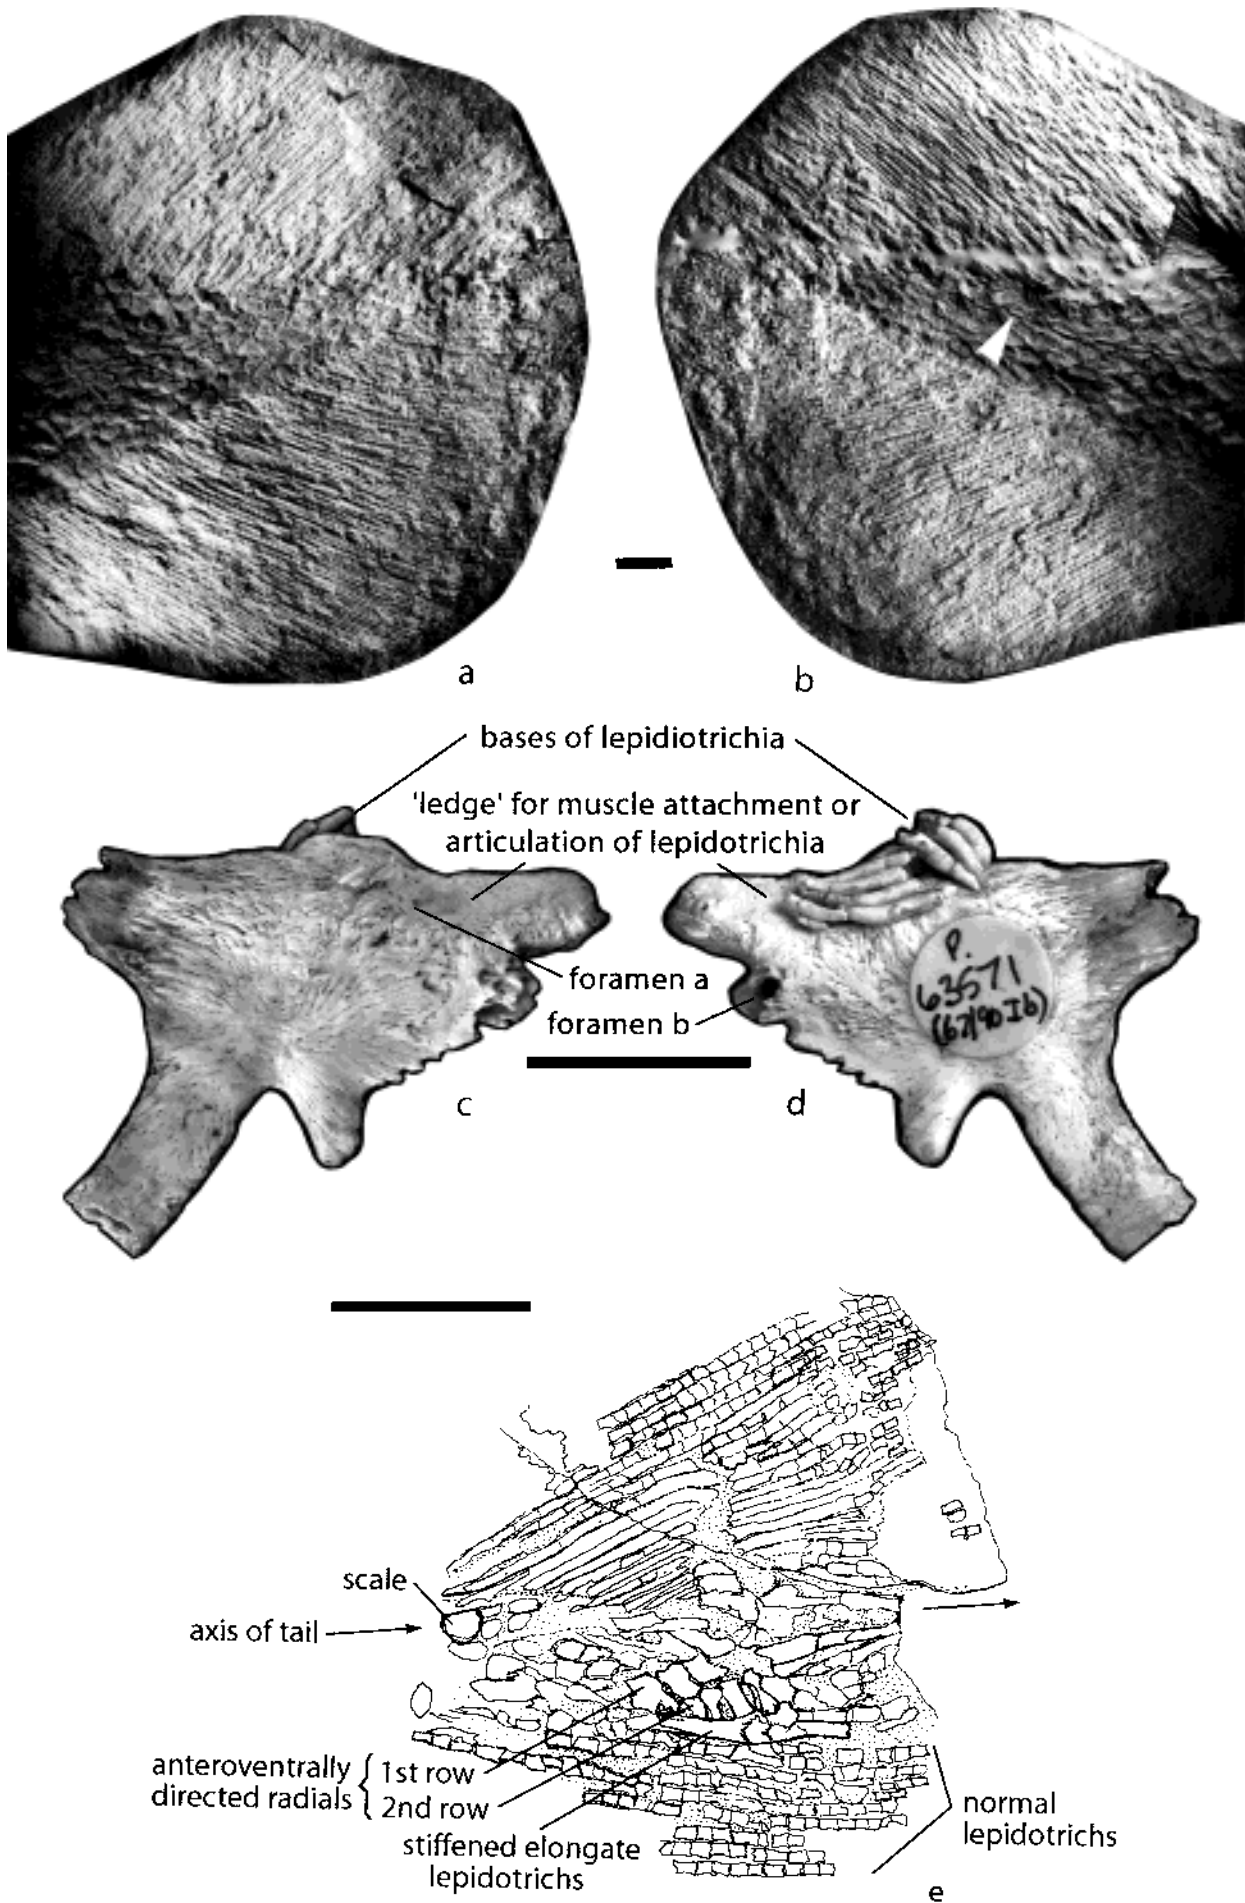 a
b
bases of lepidiotrichia
'ledge' for muscle attachment or
articulation of lepidotrichia
foramen a
foramen b
P.
63571
(67/90 I b)
c
d
scale
axis of tail
anteroventrally
directed radials
{ 1st row
{ 2nd row
stiffened elongate
lepidotrichs
normal
lepidotrichs
e